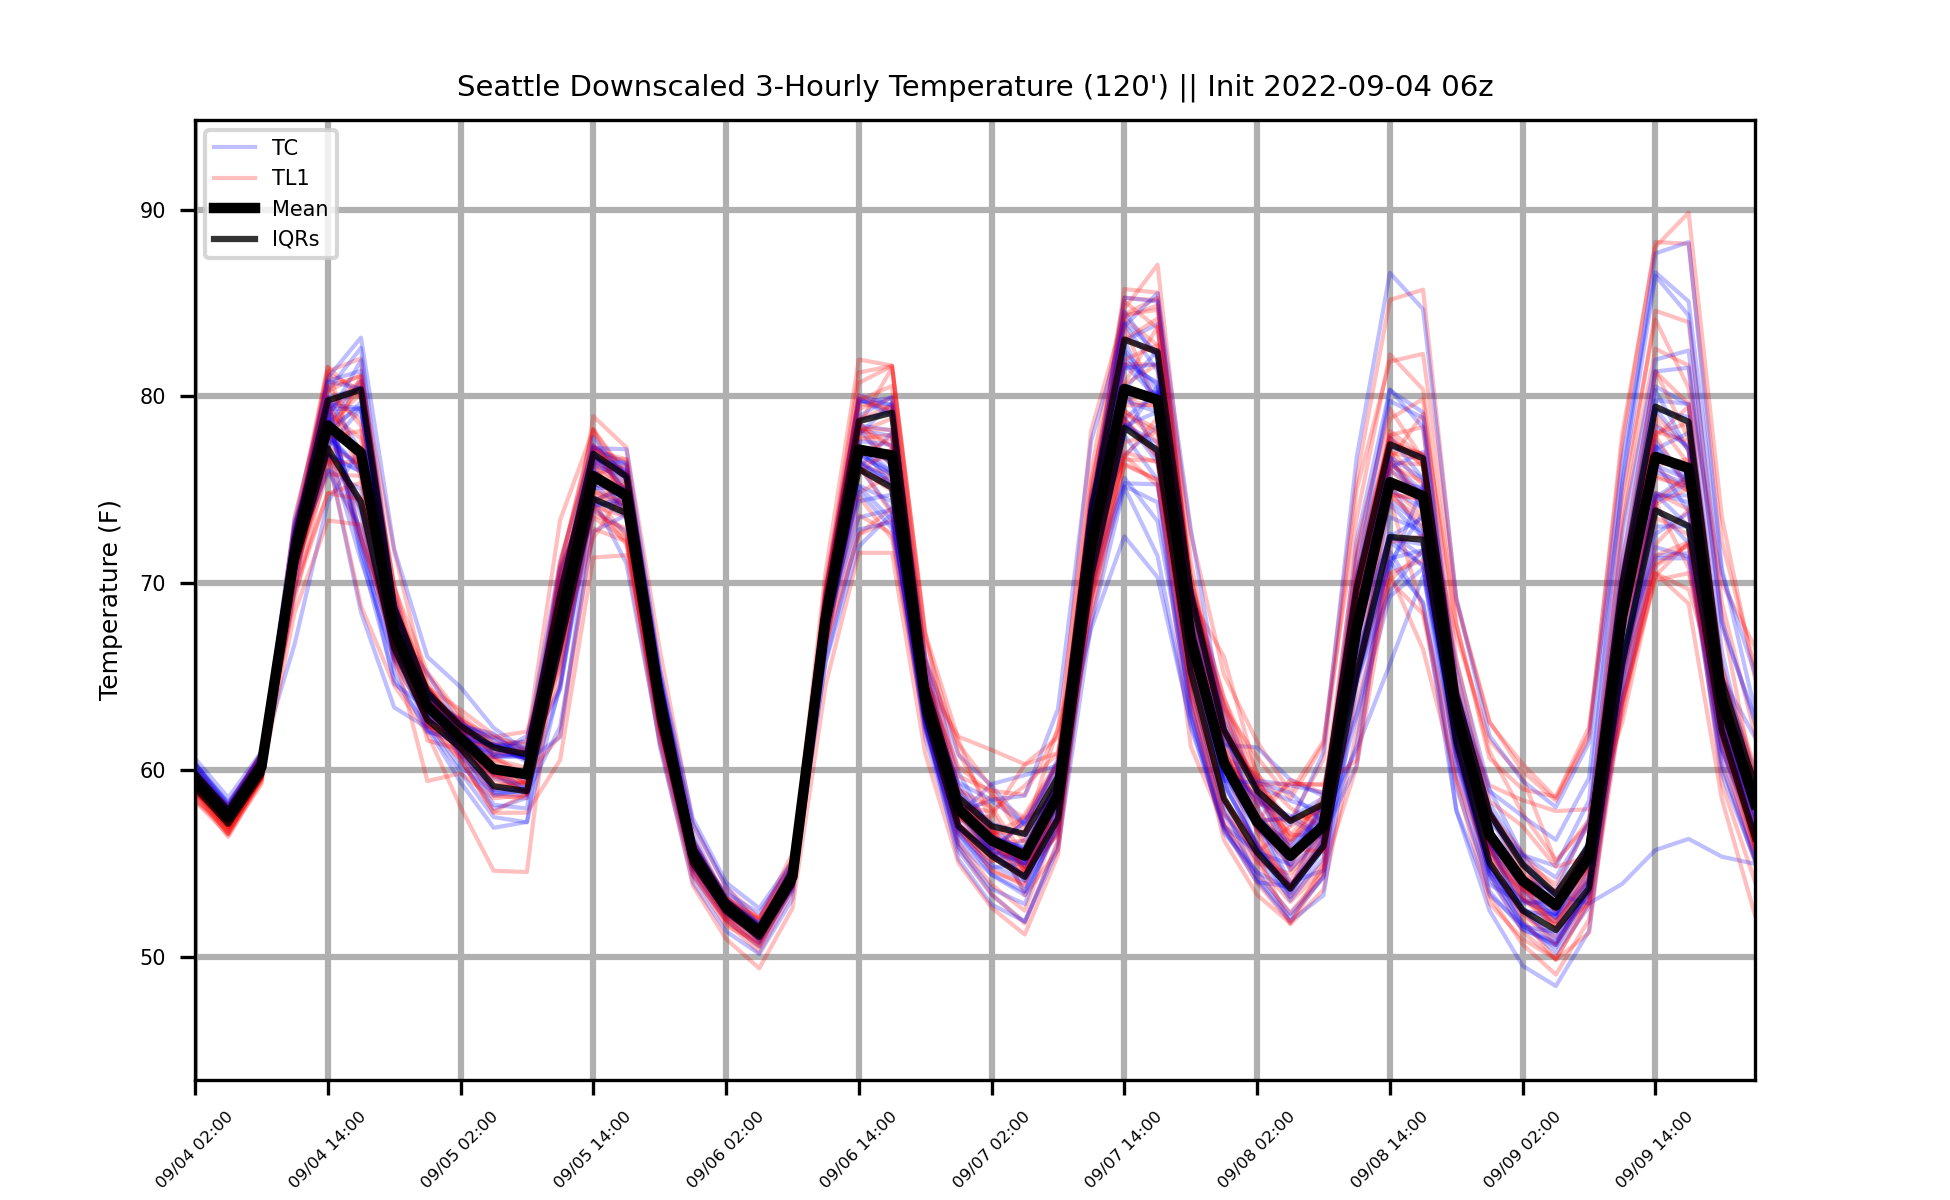 Seattle Downscaled 3-Hourly Temperature (120') || Init 2022-09-04 06z
TC
TL1
Mean
IQRs
Temperature (F)
90
80
70
60
50
09/04 02:00
09/04 14:00
09/05 02:00
09/05 14:00
09/06 02:00
09/06 14:00
09/07 02:00
09/07 14:00
09/08 02:00
09/08 14:00
09/09 02:00
09/09 14:00